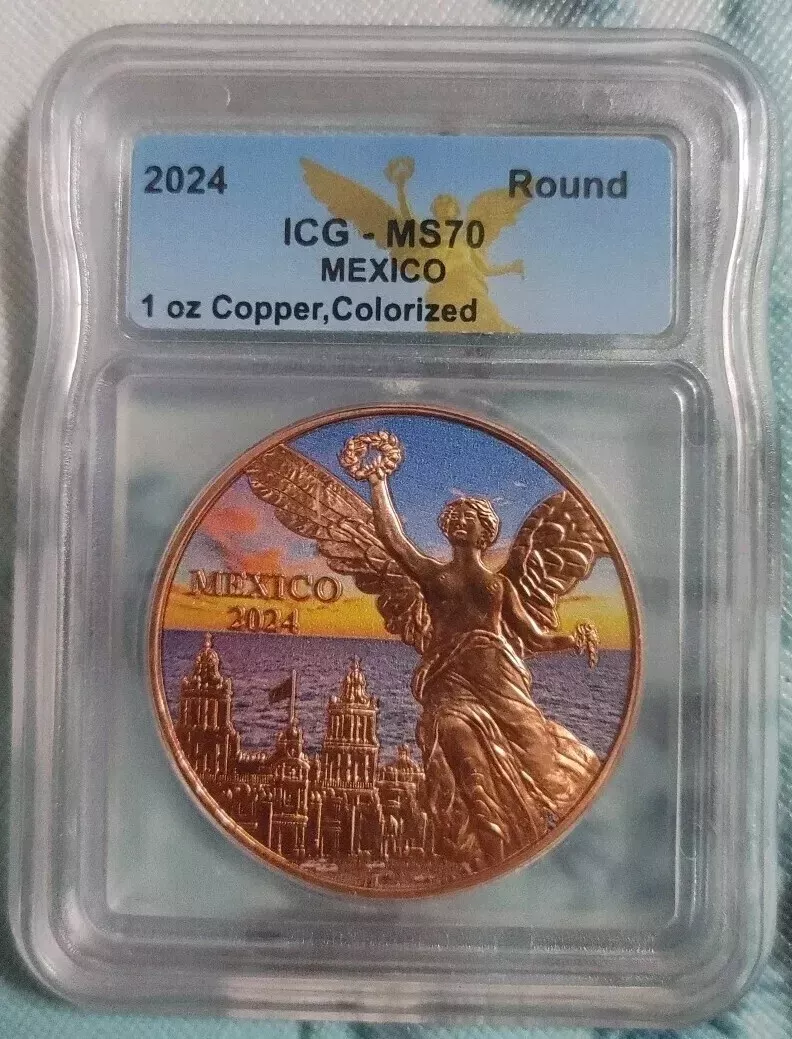 2024 Round
ICG - MS70
MEXICO
1 oz Copper,Colorized
MEXICO
2024